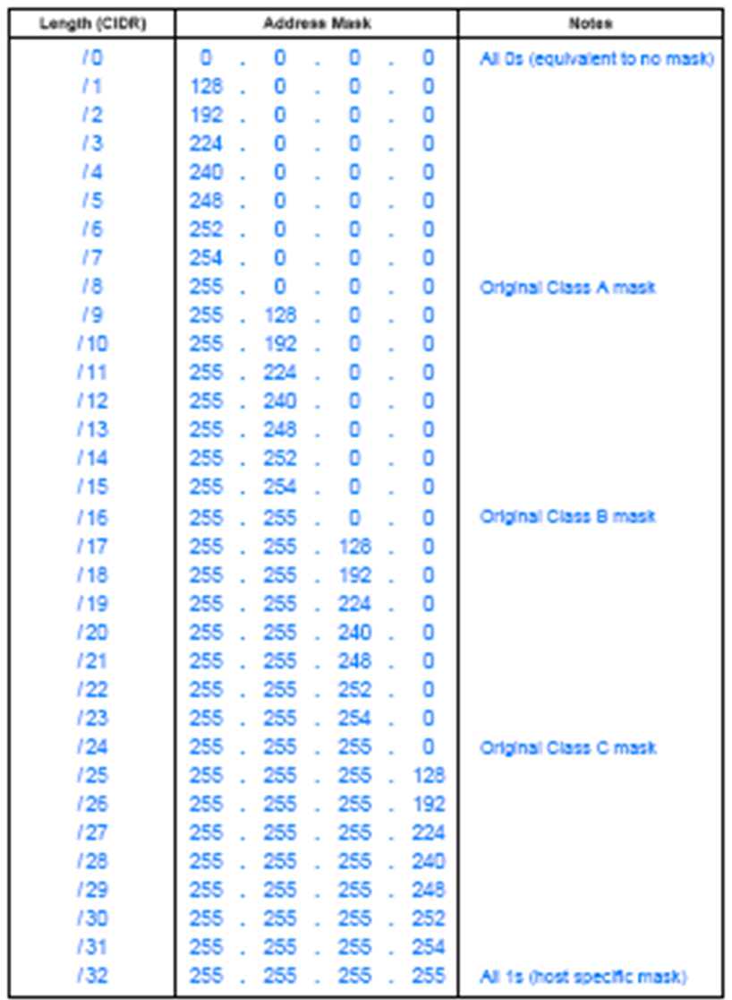 Length (CIDR) Address Mask Notes
/ 0 0 . 0 . 0 . 0 All 0s (equivalent to no mask)
/ 1 128 . 0 . 0 . 0
/ 2 192 . 0 . 0 . 0
/ 3 224 . 0 . 0 . 0
/ 4 240 . 0 . 0 . 0
/ 5 248 . 0 . 0 . 0
/ 6 252 . 0 . 0 . 0
/ 7 254 . 0 . 0 . 0
/ 8 255 . 0 . 0 . 0 Original Class A mask
/ 9 255 . 128 . 0 . 0
/ 10 255 . 192 . 0 . 0
/ 11 255 . 224 . 0 . 0
/ 12 255 . 240 . 0 . 0
/ 13 255 . 248 . 0 . 0
/ 14 255 . 252 . 0 . 0
/ 15 255 . 254 . 0 . 0
/ 16 255 . 255 . 0 . 0 Original Class B mask
/ 17 255 . 255 . 128 . 0
/ 18 255 . 255 . 192 . 0
/ 19 255 . 255 . 224 . 0
/ 20 255 . 255 . 240 . 0
/ 21 255 . 255 . 248 . 0
/ 22 255 . 255 . 252 . 0
/ 23 255 . 255 . 254 . 0
/ 24 255 . 255 . 255 . 0 Original Class C mask
/ 25 255 . 255 . 255 . 128
/ 26 255 . 255 . 255 . 192
/ 27 255 . 255 . 255 . 224
/ 28 255 . 255 . 255 . 240
/ 29 255 . 255 . 255 . 248
/ 30 255 . 255 . 255 . 252
/ 31 255 . 255 . 255 . 254
/ 32 255 . 255 . 255 . 255 All 1s (host specific mask)